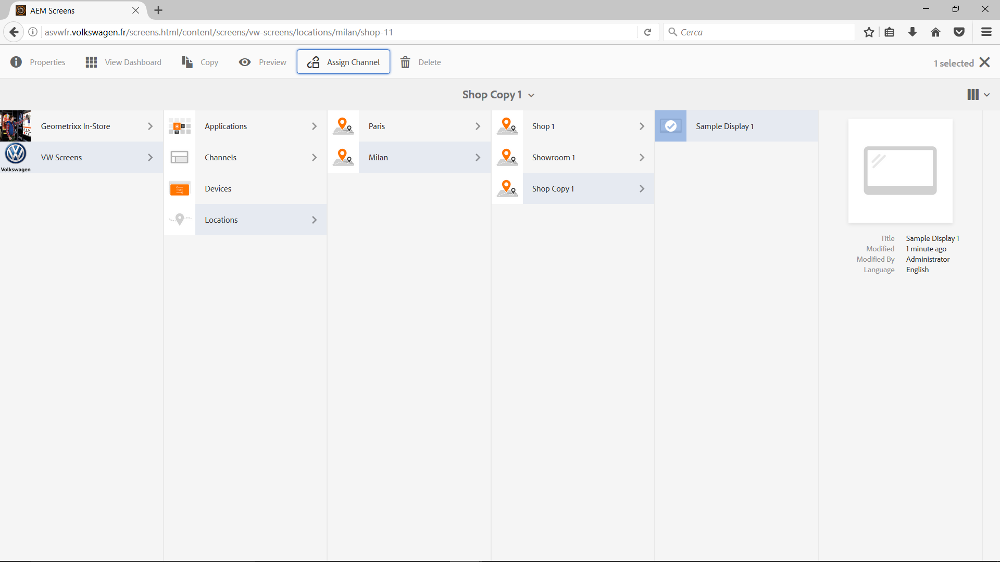 AEM Screens
asvwfr.volkswagen.fr/screens.html/content/screens/vw-screens/locations/milan/shop-11
Cerca
Properties
View Dashboard
Copy
Preview
Assign Channel
Delete
1 selected
Shop Copy 1
Geometrixx In-Store
Volkswagen
VW Screens
Applications
Channels
Devices
Locations
Paris
Milan
Shop 1
Showroom 1
Shop Copy 1
Sample Display 1
Title Sample Display 1
Modified 1 minute ago
Modified By Administrator
Language English